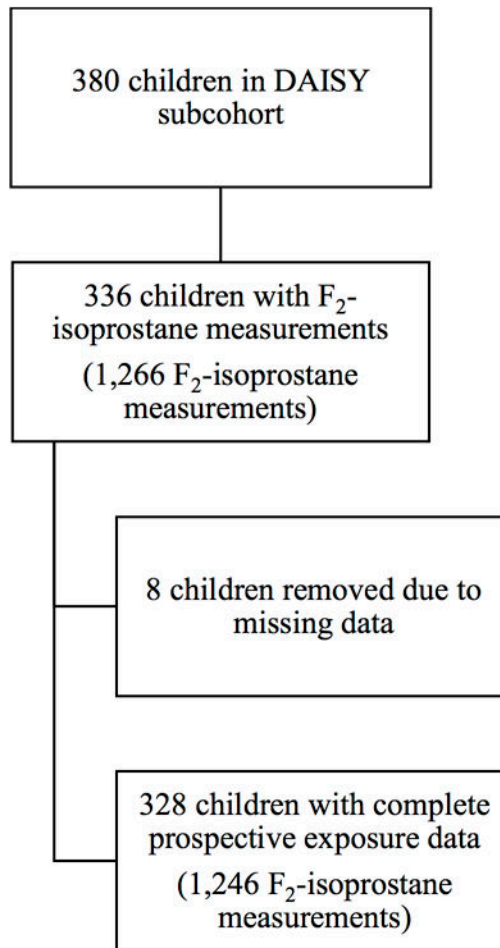 380 children in DAISY
subcohort
336 children with F₂-
isoprostane measurements
(1,266 F₂-isoprostane
measurements)
8 children removed due to
missing data
328 children with complete
prospective exposure data
(1,246 F₂-isoprostane
measurements)